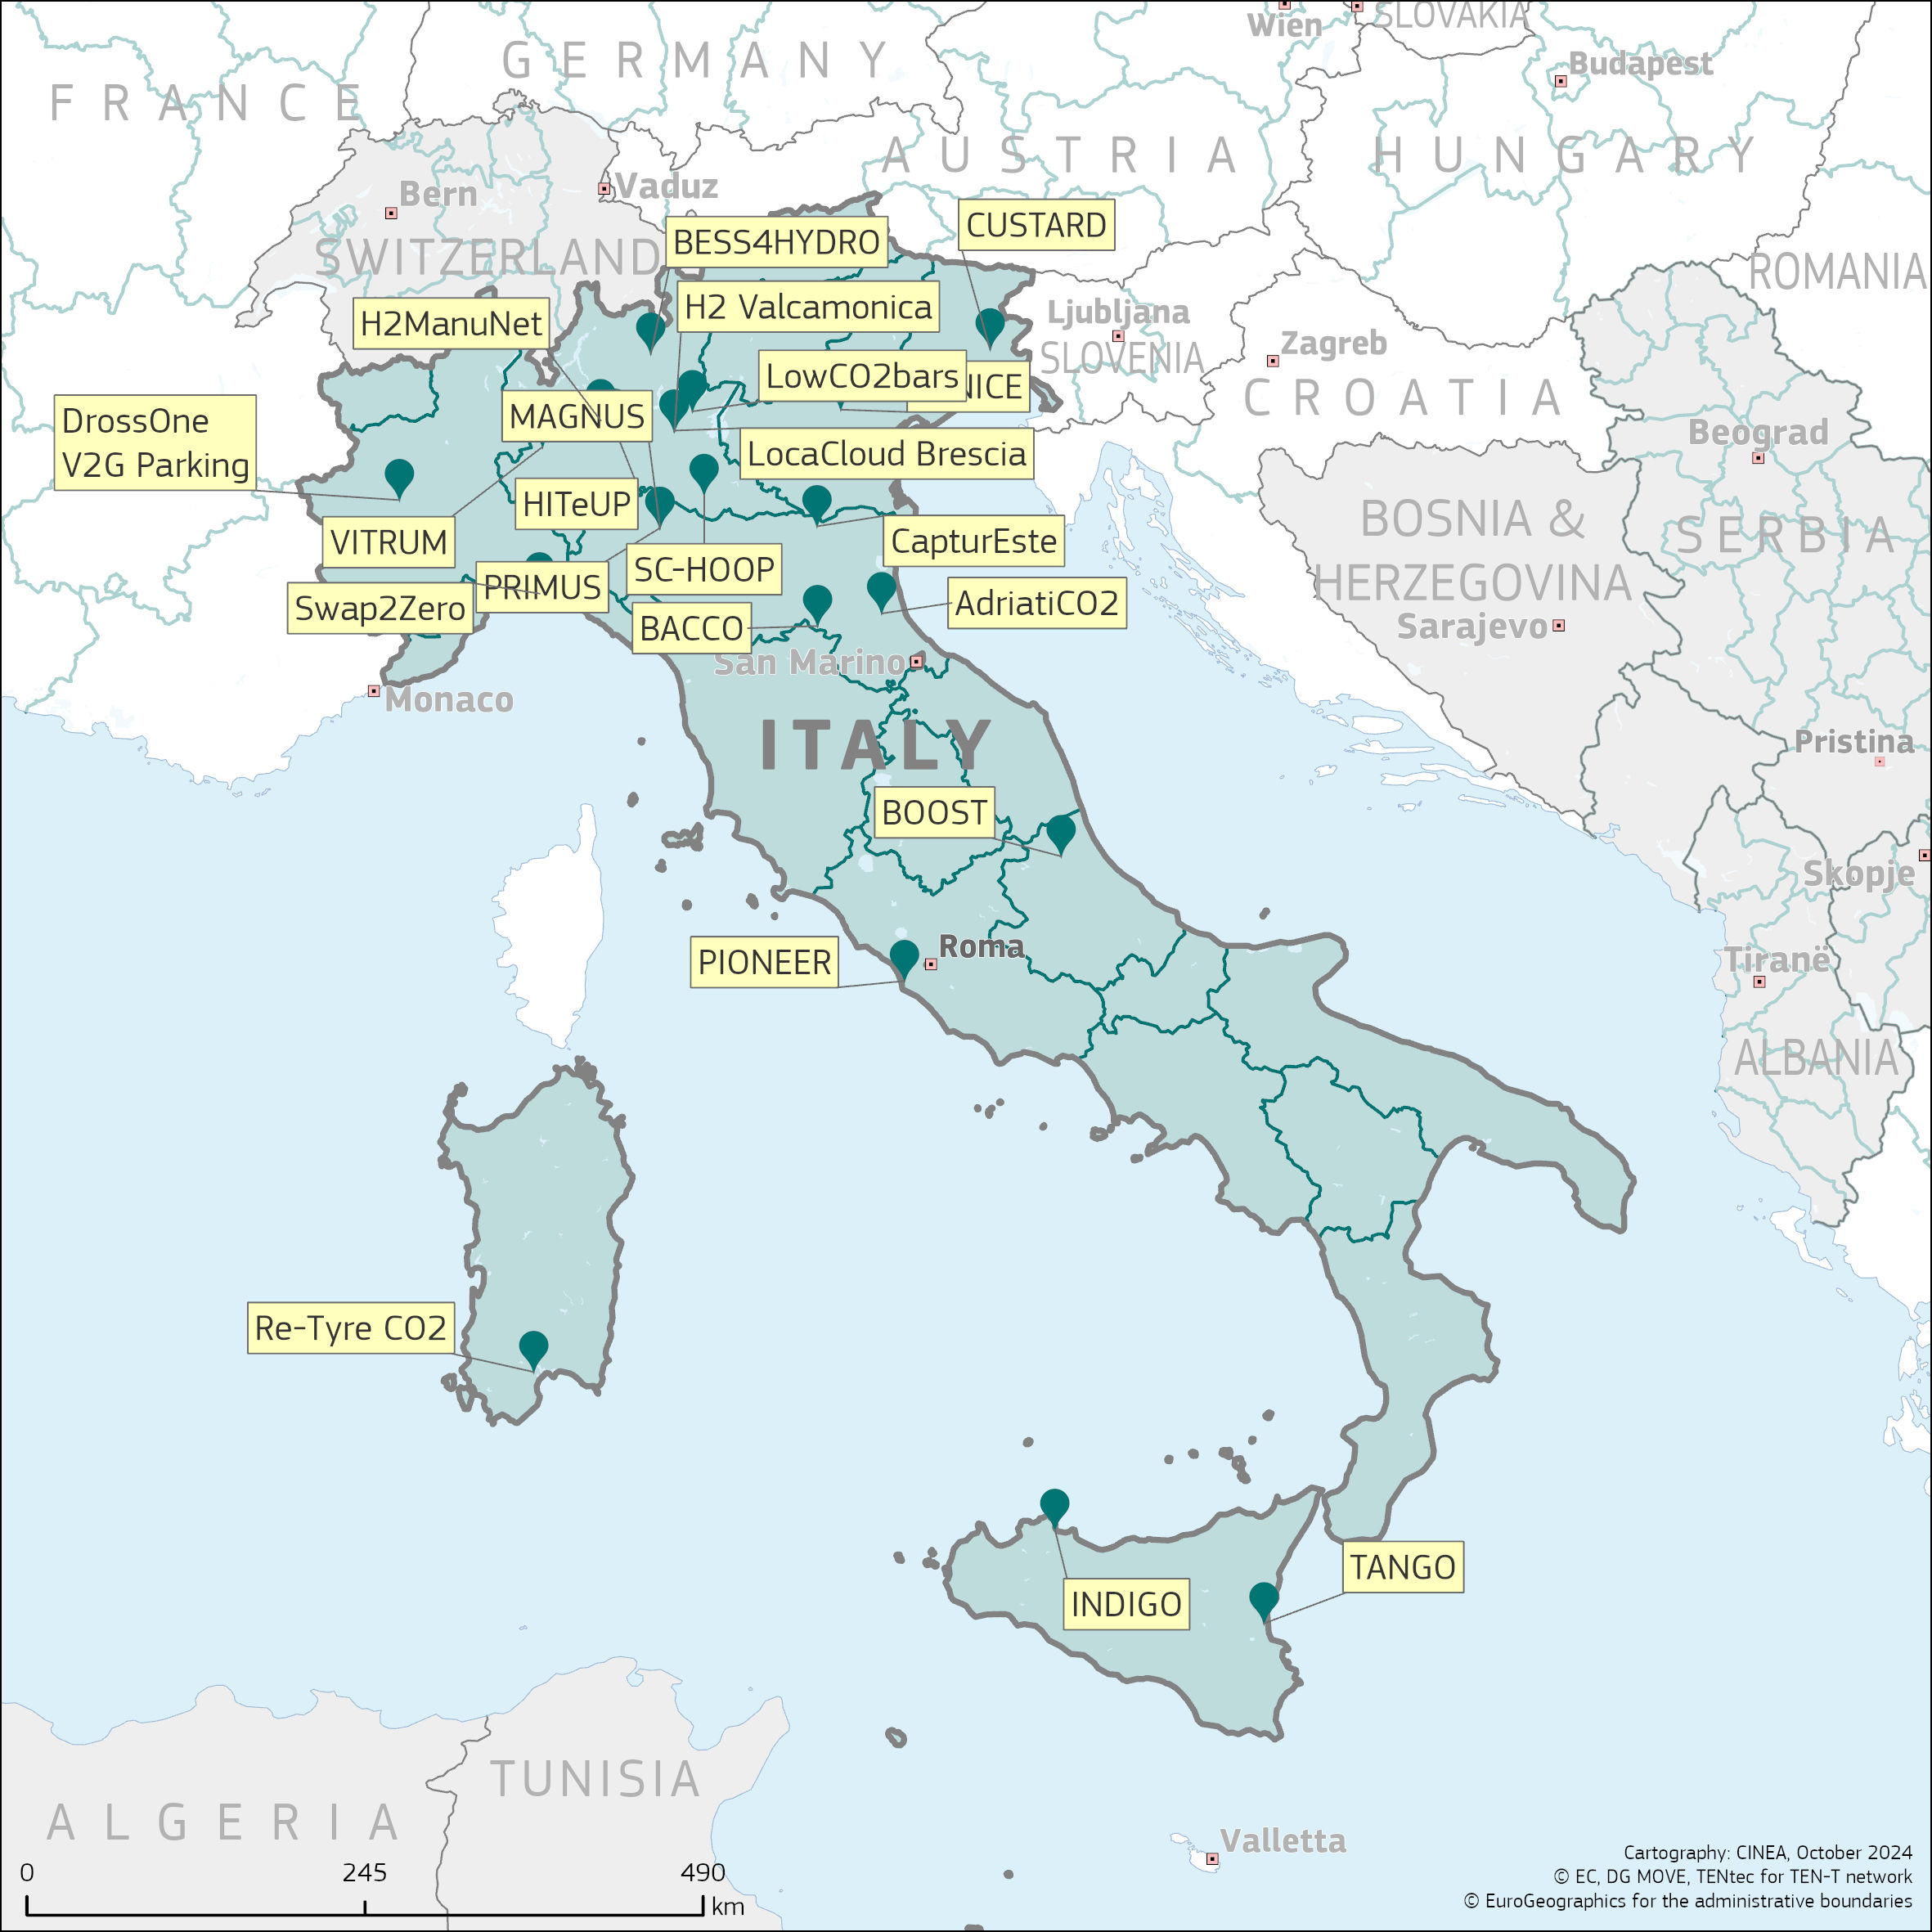 Wien
SLOVAKIA
GERMANY
Budapest
FRANCE
AUSTRIA
HUNGARY
Bern
Vaduz
SWITZERLAND
BESS4HYDRO
CUSTARD
ROMANIA
H2ManuNet
H2 Valcamonica
Ljubljana
SLOVENIA
Zagreb
CROATIA
LowCO2bars
NICE
MAGNUS
DrossOne
V2G Parking
LocaCloud Brescia
Beograd
SERBIA
HITeUP
VITRUM
CapturEste
BOSNIA &
HERZEGOVINA
Sarajevo
SC-HOOP
PRIMUS
Swap2Zero
BACCO
AdriatiCO2
San Marino
Monaco
ITALY
Pristina
BOOST
Skopje
PIONEER
Roma
Tiranë
ALBANIA
Re-Tyre CO2
TANGO
INDIGO
TUNISIA
ALGERIA
Valletta
0 245 490
km
Cartography: CINEA, October 2024
© EC, DG MOVE, TENtec for TEN-T network
© EuroGeographics for the administrative boundaries